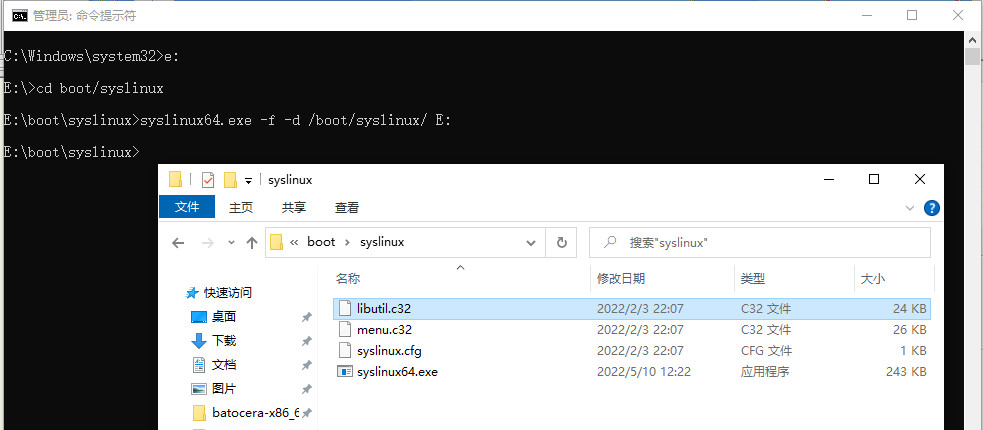 管理员: 命令提示符
C:\Windows\system32>e:
E:\>cd boot/syslinux
E:\boot\syslinux>syslinux64.exe -f -d /boot/syslinux/ E:
E:\boot\syslinux>
syslinux
文件 主页 共享 查看
« boot › syslinux 搜索"syslinux"
名称 修改日期 类型 大小
快速访问
桌面
下载
文档
图片
batocera-x86_6
libutil.c32 2022/2/3 22:07 C32 文件 24 KB
menu.c32 2022/2/3 22:07 C32 文件 26 KB
syslinux.cfg 2022/2/3 22:07 CFG 文件 1 KB
syslinux64.exe 2022/5/10 12:22 应用程序 243 KB